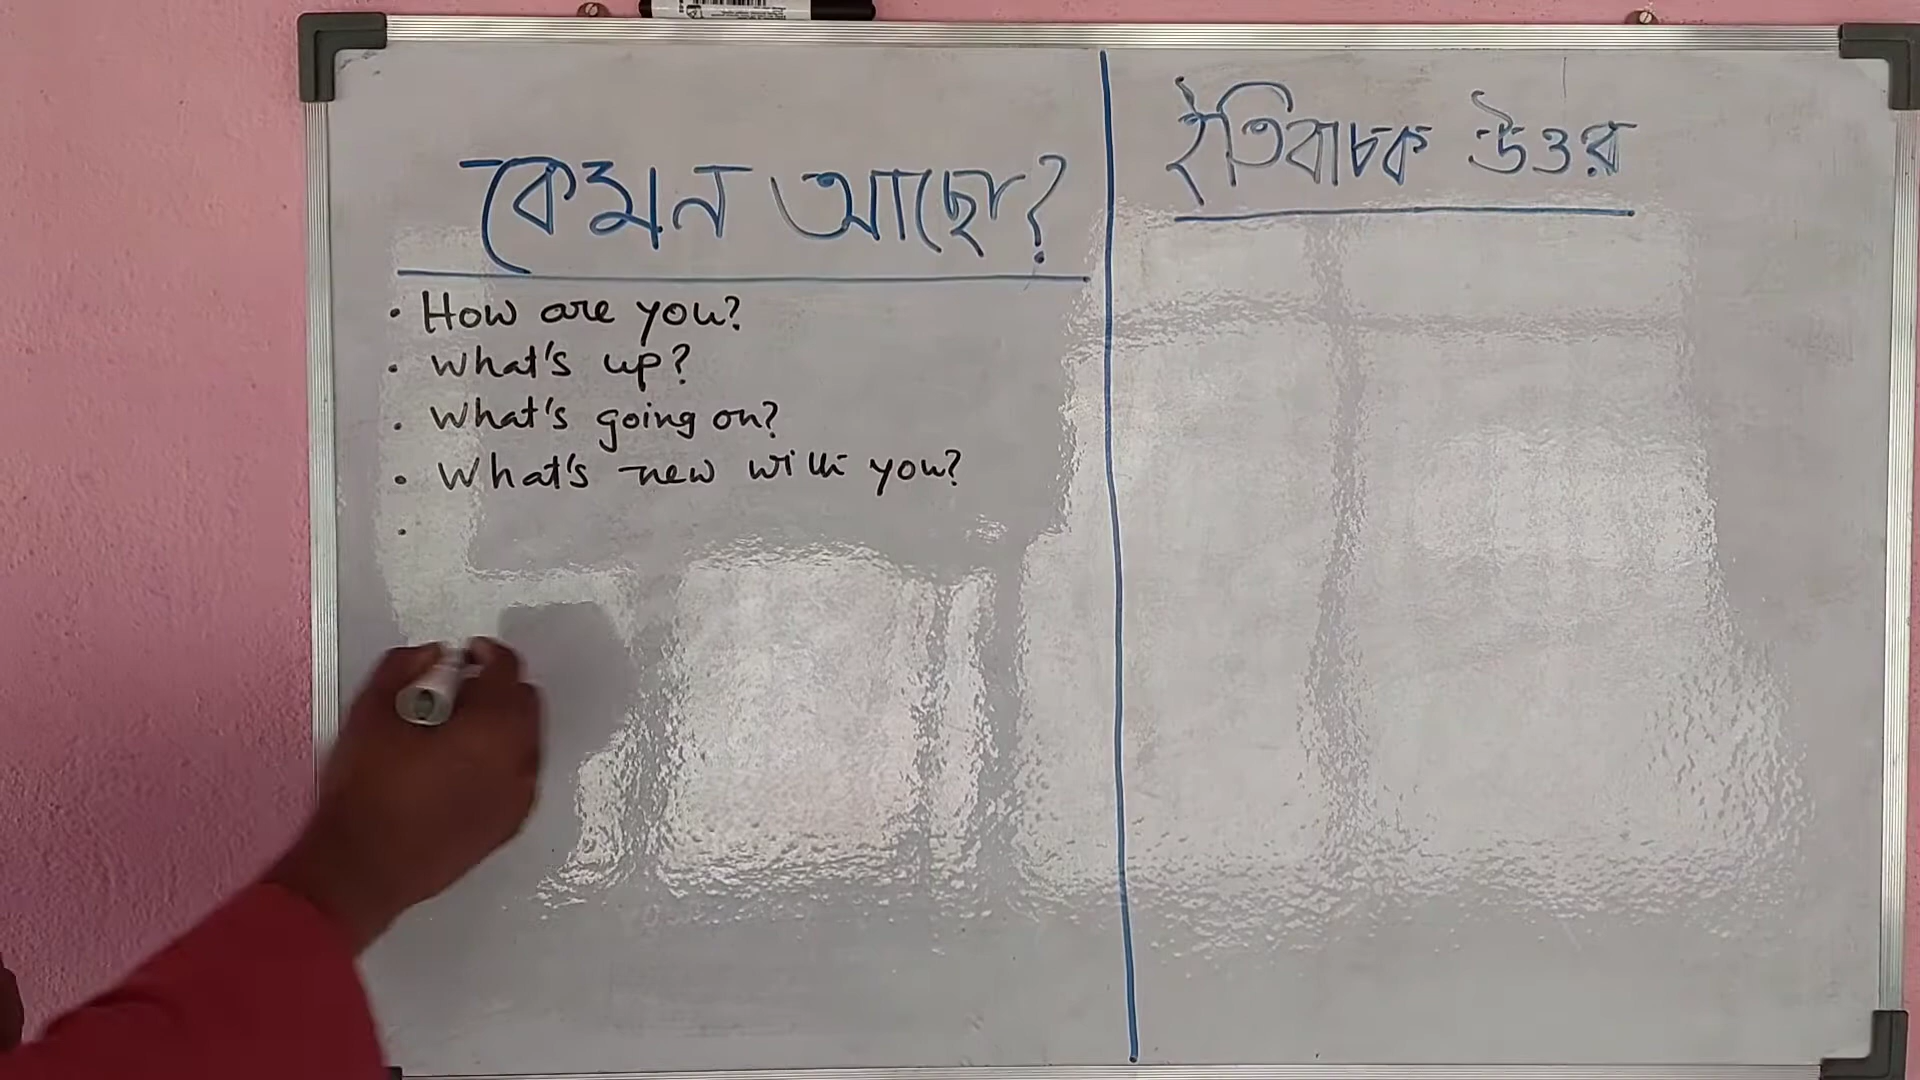 কেমন আছো?
• How are you?
• What's up?
• What's going on?
• What's new with you?
•
ইতিবাচক উত্তর